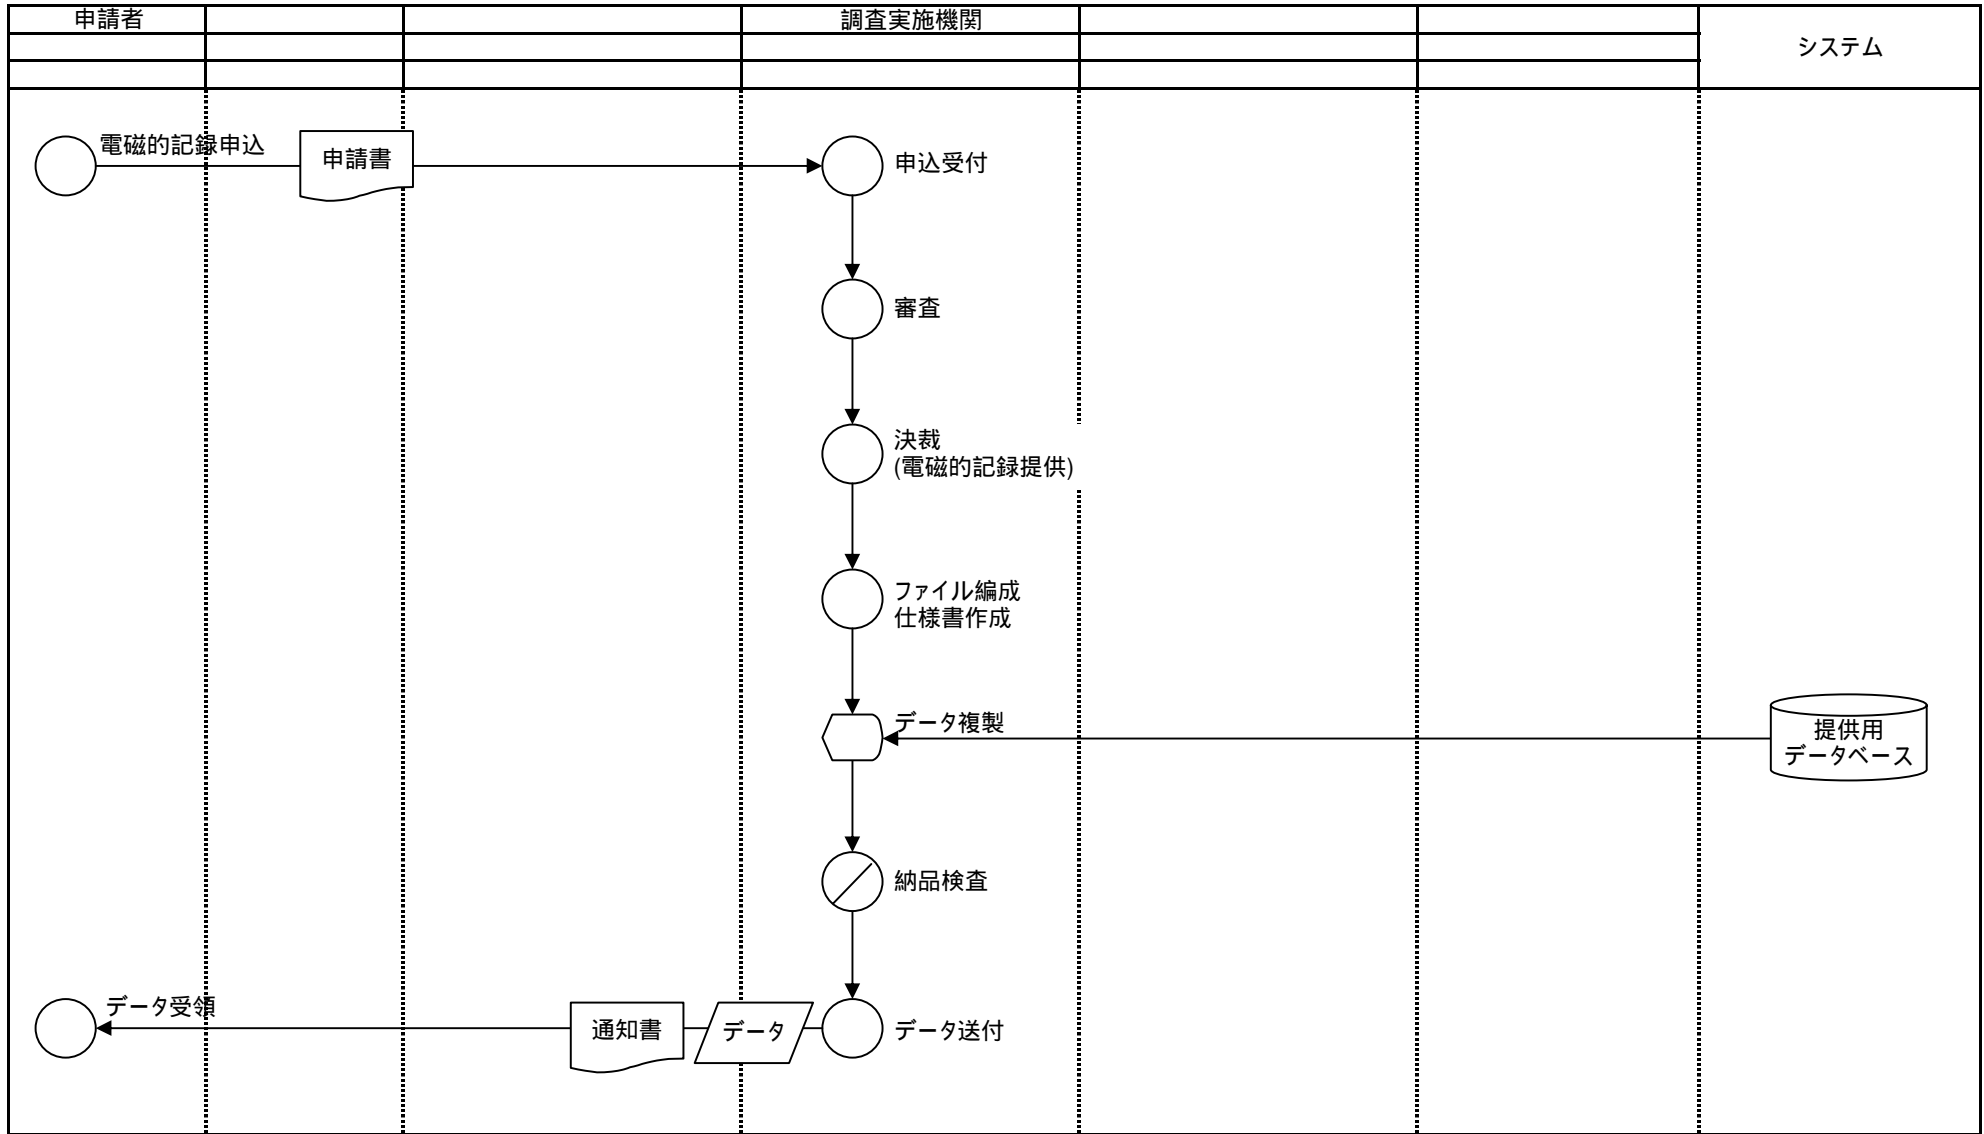 申請者
調査実施機関
システム
電磁的記録申込
申請書
申込受付
審査
決裁
(電磁的記録提供)
ファイル編成
仕様書作成
データ複製
提供用
データベース
納品検査
データ受領
通知書
データ
データ送付